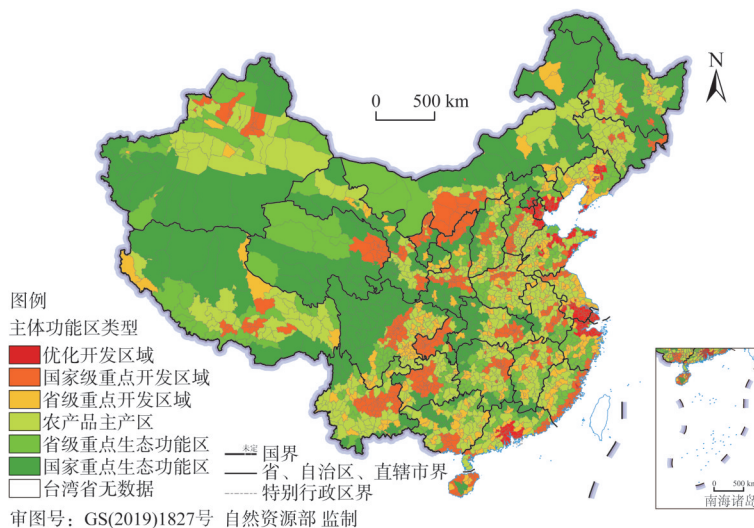 N
0 500 km
图例
主体功能区类型
优化开发区域
国家级重点开发区域
省级重点开发区域
农产品主产区
省级重点生态功能区
国家重点生态功能区
台湾省无数据
未定 国界
省、自治区、直辖市界
特别行政区界
0 500 km
南海诸岛
审图号：GS(2019)1827号 自然资源部 监制